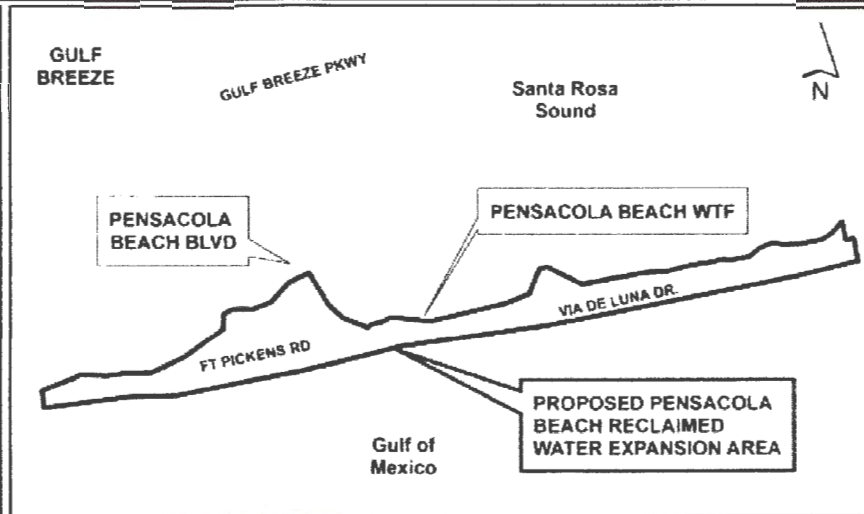 GULF
BREEZE
GULF BREEZE PKWY
Santa Rosa
Sound
N
PENSACOLA
BEACH BLVD
PENSACOLA BEACH WTF
FT PICKENS RD
VIA DE LUNA DR.
PROPOSED PENSACOLA
BEACH RECLAIMED
WATER EXPANSION AREA
Gulf of
Mexico